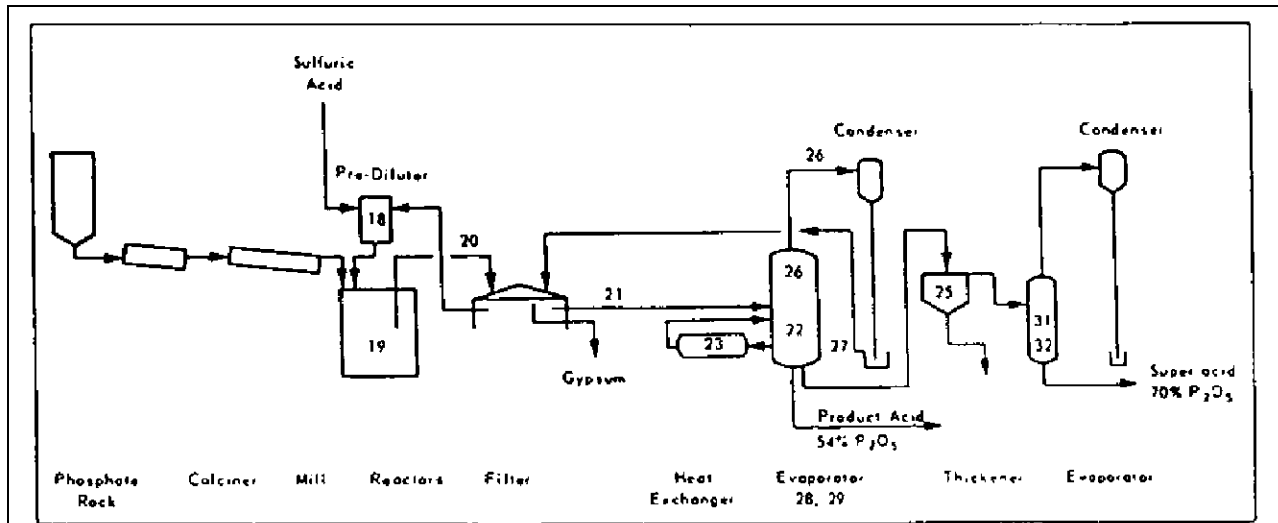 Sulfuric
Acid
Condenser
Condenser
26
Pre-Diluter
18
20
26
25
21
31
22
32
19
23
27
Gypsum
Super acid
70% P₂O₅
Product Acid
54% P₂O₅
Phosphate
Rock
Calciner
Mill
Reactors
Filter
Heat
Exchanger
Evaporator
28, 29
Thickener
Evaporator